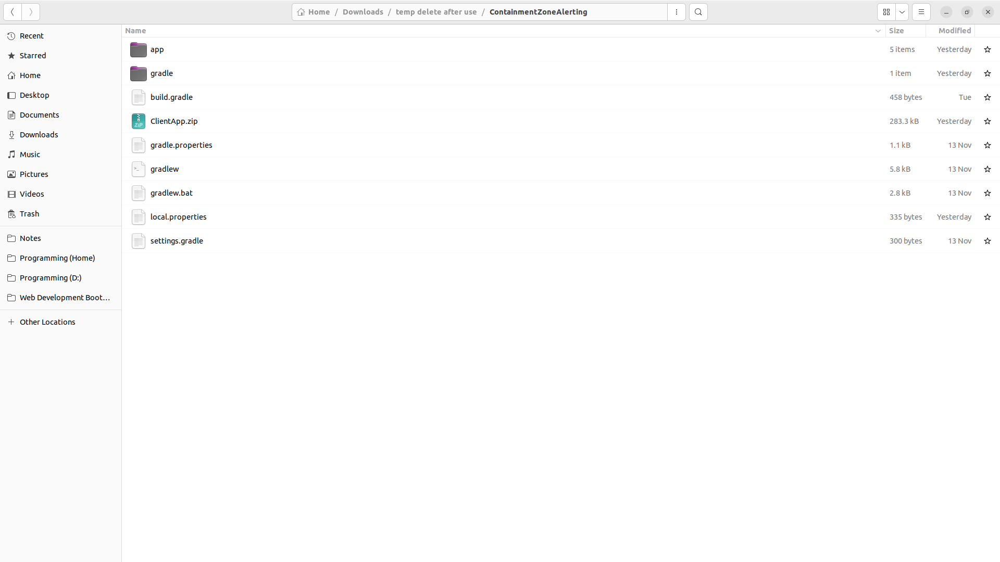 Home / Downloads / temp delete after use / ContainmentZoneAlerting
Name Size Modified
Recent
Starred
Home
Desktop
Documents
Downloads
Music
Pictures
Videos
Trash
Notes
Programming (Home)
Programming (D:)
Web Development Boot...
Other Locations
app 5 items Yesterday
gradle 1 item Yesterday
build.gradle 458 bytes Tue
ZIP ClientApp.zip 283.3 kB Yesterday
gradle.properties 1.1 kB 13 Nov
>_ gradlew 5.8 kB 13 Nov
gradlew.bat 2.8 kB 13 Nov
local.properties 335 bytes Yesterday
settings.gradle 300 bytes 13 Nov